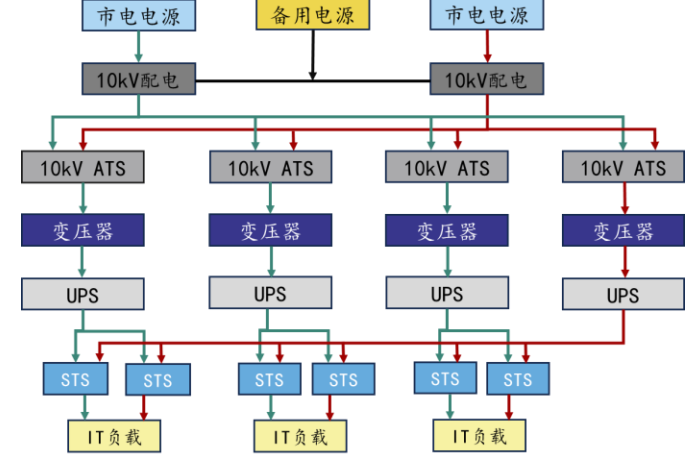 市电电源
备用电源
市电电源
10kV配电
10kV配电
10kV ATS
10kV ATS
10kV ATS
10kV ATS
变压器
变压器
变压器
变压器
UPS
UPS
UPS
UPS
STS
STS
STS
STS
STS
STS
IT负载
IT负载
IT负载